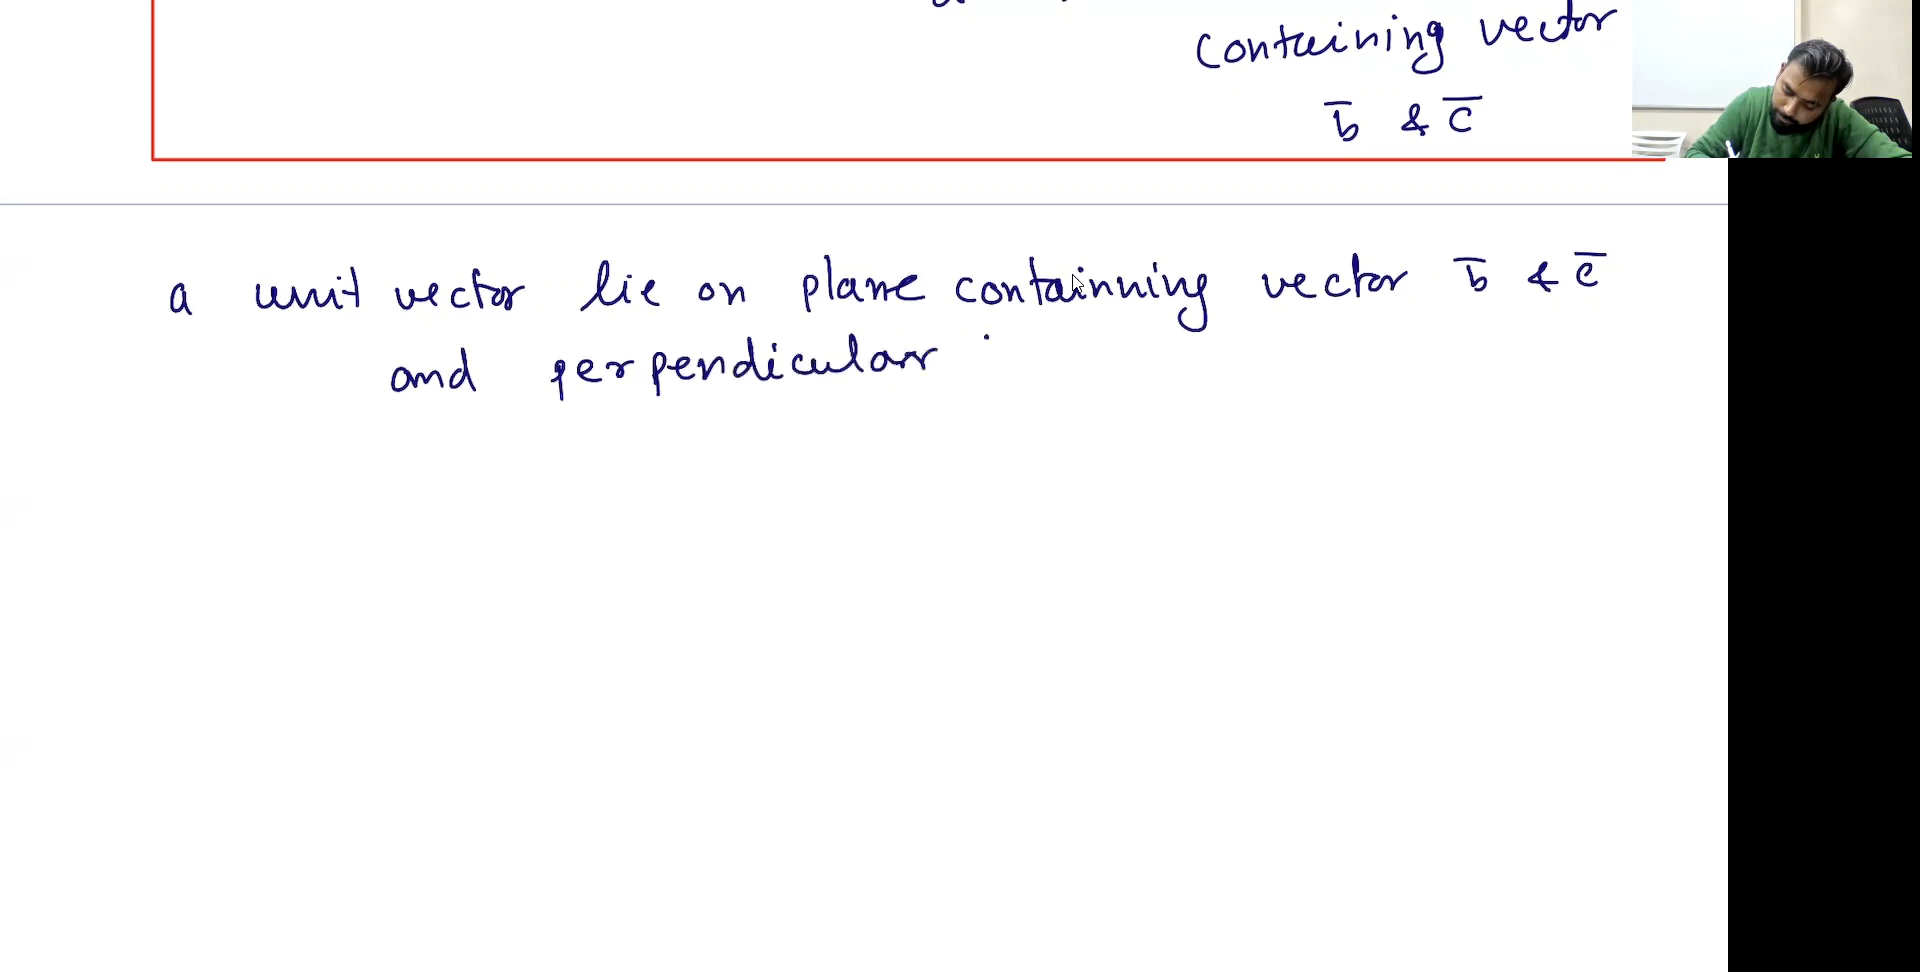 containing vector
b̄ & c̄
a unit vector lie on plane containning vector b̄ & c̄
and perpendicular